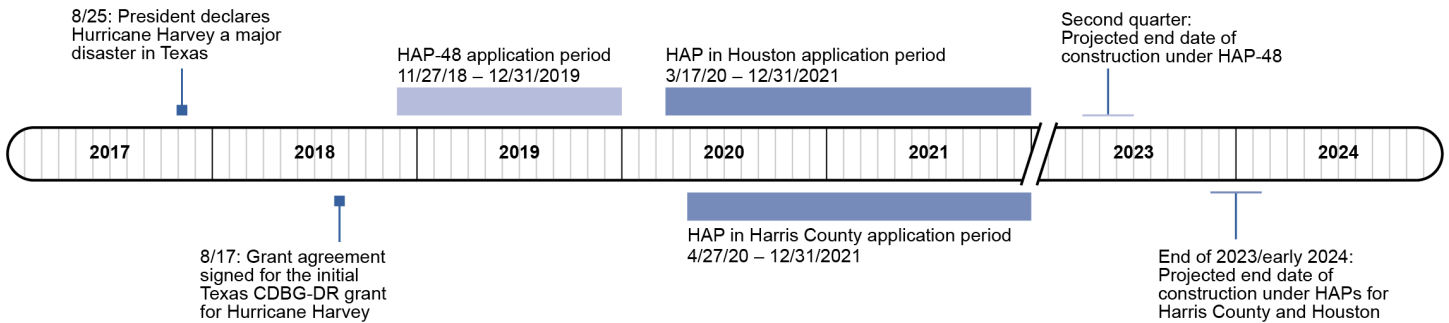 8/25: President declares
Hurricane Harvey a major
disaster in Texas
HAP-48 application period
11/27/18 – 12/31/2019
HAP in Houston application period
3/17/20 – 12/31/2021
Second quarter:
Projected end date of
construction under HAP-48
2017
2018
2019
2020
2021
2023
2024
8/17: Grant agreement
signed for the initial
Texas CDBG-DR grant
for Hurricane Harvey
HAP in Harris County application period
4/27/20 – 12/31/2021
End of 2023/early 2024:
Projected end date of
construction under HAPs for
Harris County and Houston